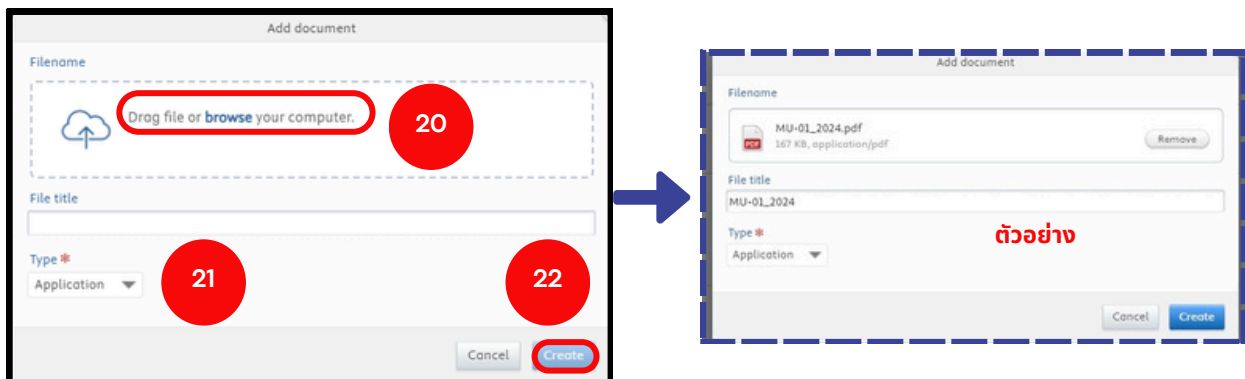 Add document
Filename
Drag file or browse your computer.
20
File title
Type *
Application
21
22
Cancel
Create
Add document
Filename
MU-01_2024.pdf
PDF
167 KB, application/pdf
Remove
File title
MU-01_2024
Type *
ตัวอย่าง
Application
Cancel
Create